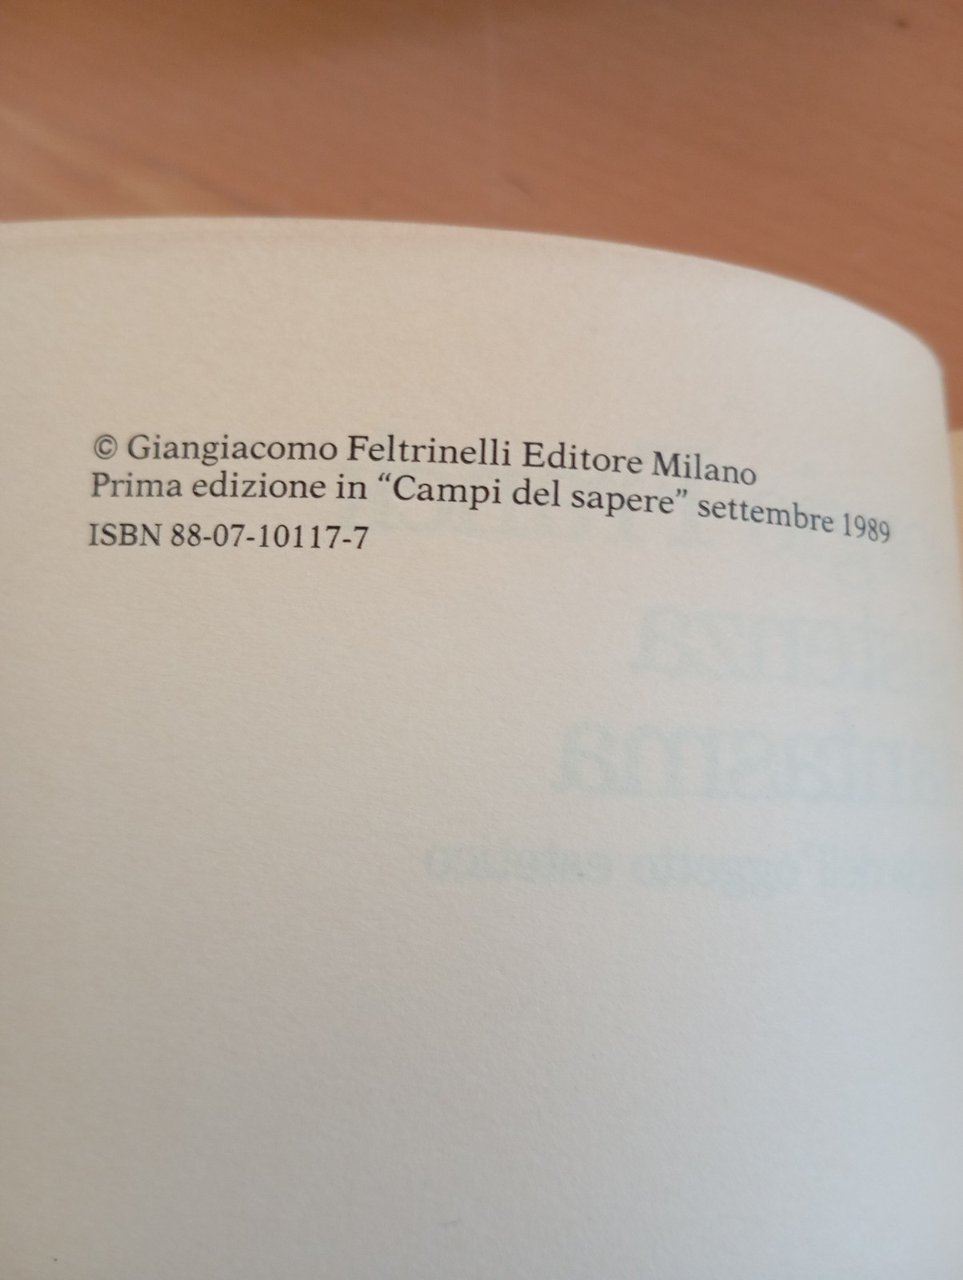 © Giangiacomo Feltrinelli Editore Milano
Prima edizione in “Campi del sapere” settembre 1989
ISBN 88-07-10117-7